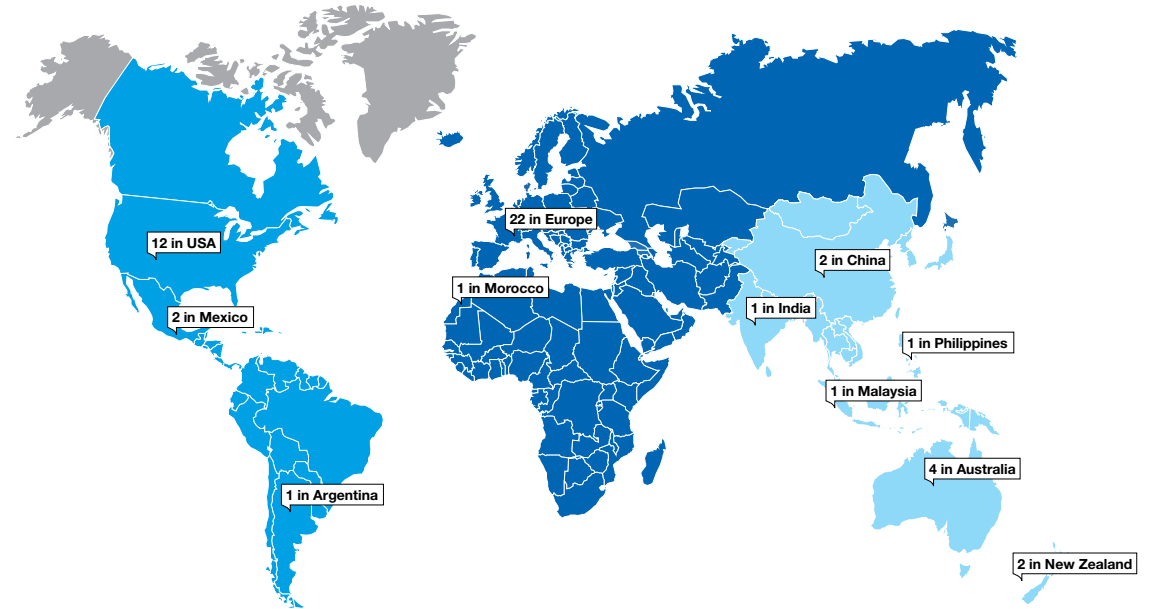 22 in Europe
12 in USA
2 in China
1 in Morocco
1 in India
2 in Mexico
1 in Philippines
1 in Malaysia
4 in Australia
1 in Argentina
2 in New Zealand